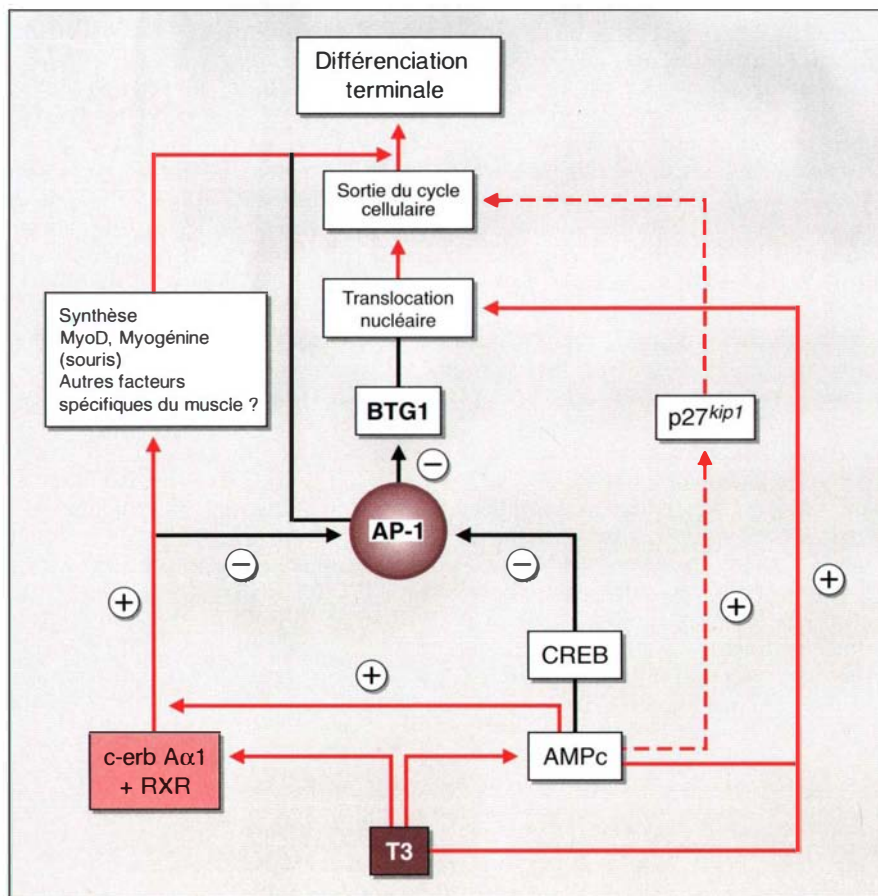 Différenciation
terminale
Sortie du cycle
cellulaire
Translocation
nucléaire
Synthèse
MyoD, Myogénine
(souris)
Autres facteurs
spécifiques du muscle ?
BTG1
p27kip1
−
AP-1
−
−
+
+
+
CREB
+
c-erb Aα1
+ RXR
AMPc
T3